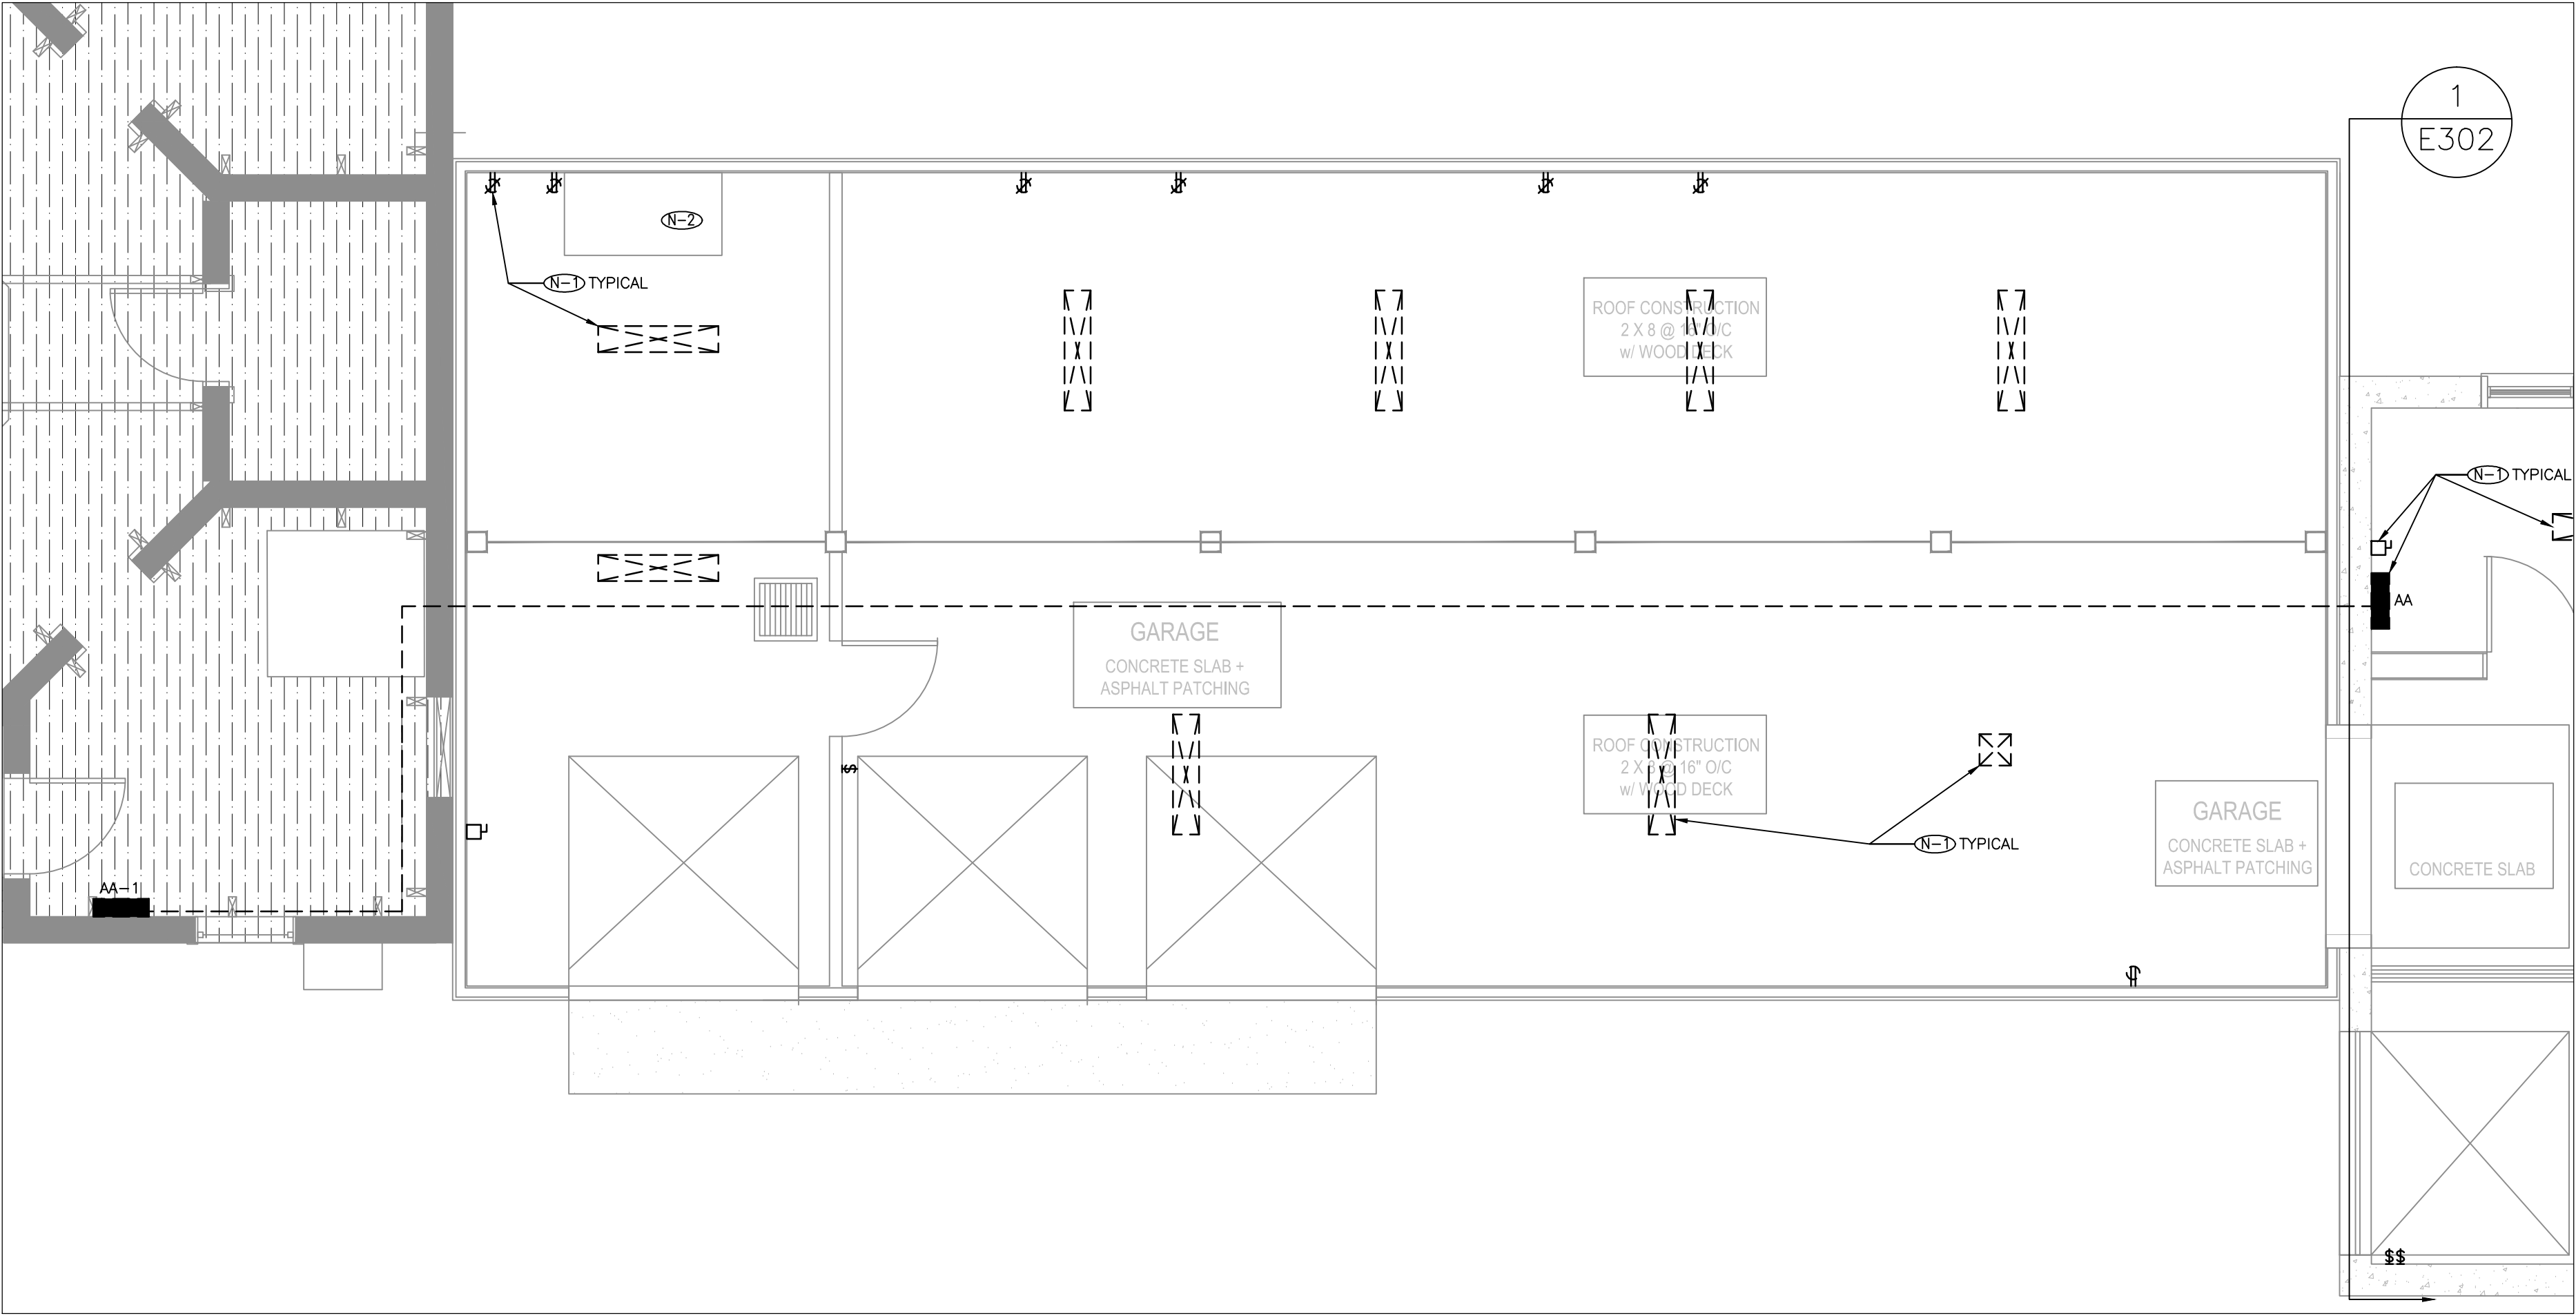 1
E302
N-2
N-1 TYPICAL
ROOF CONSTRUCTION
2 X 8 @ 16" O/C
w/ WOOD DECK
N-1 TYPICAL
AA
GARAGE
CONCRETE SLAB +
ASPHALT PATCHING
ROOF CONSTRUCTION
2 X 8 @ 16" O/C
w/ WOOD DECK
$
N-1 TYPICAL
GARAGE
CONCRETE SLAB +
ASPHALT PATCHING
CONCRETE SLAB
AA-1
$$